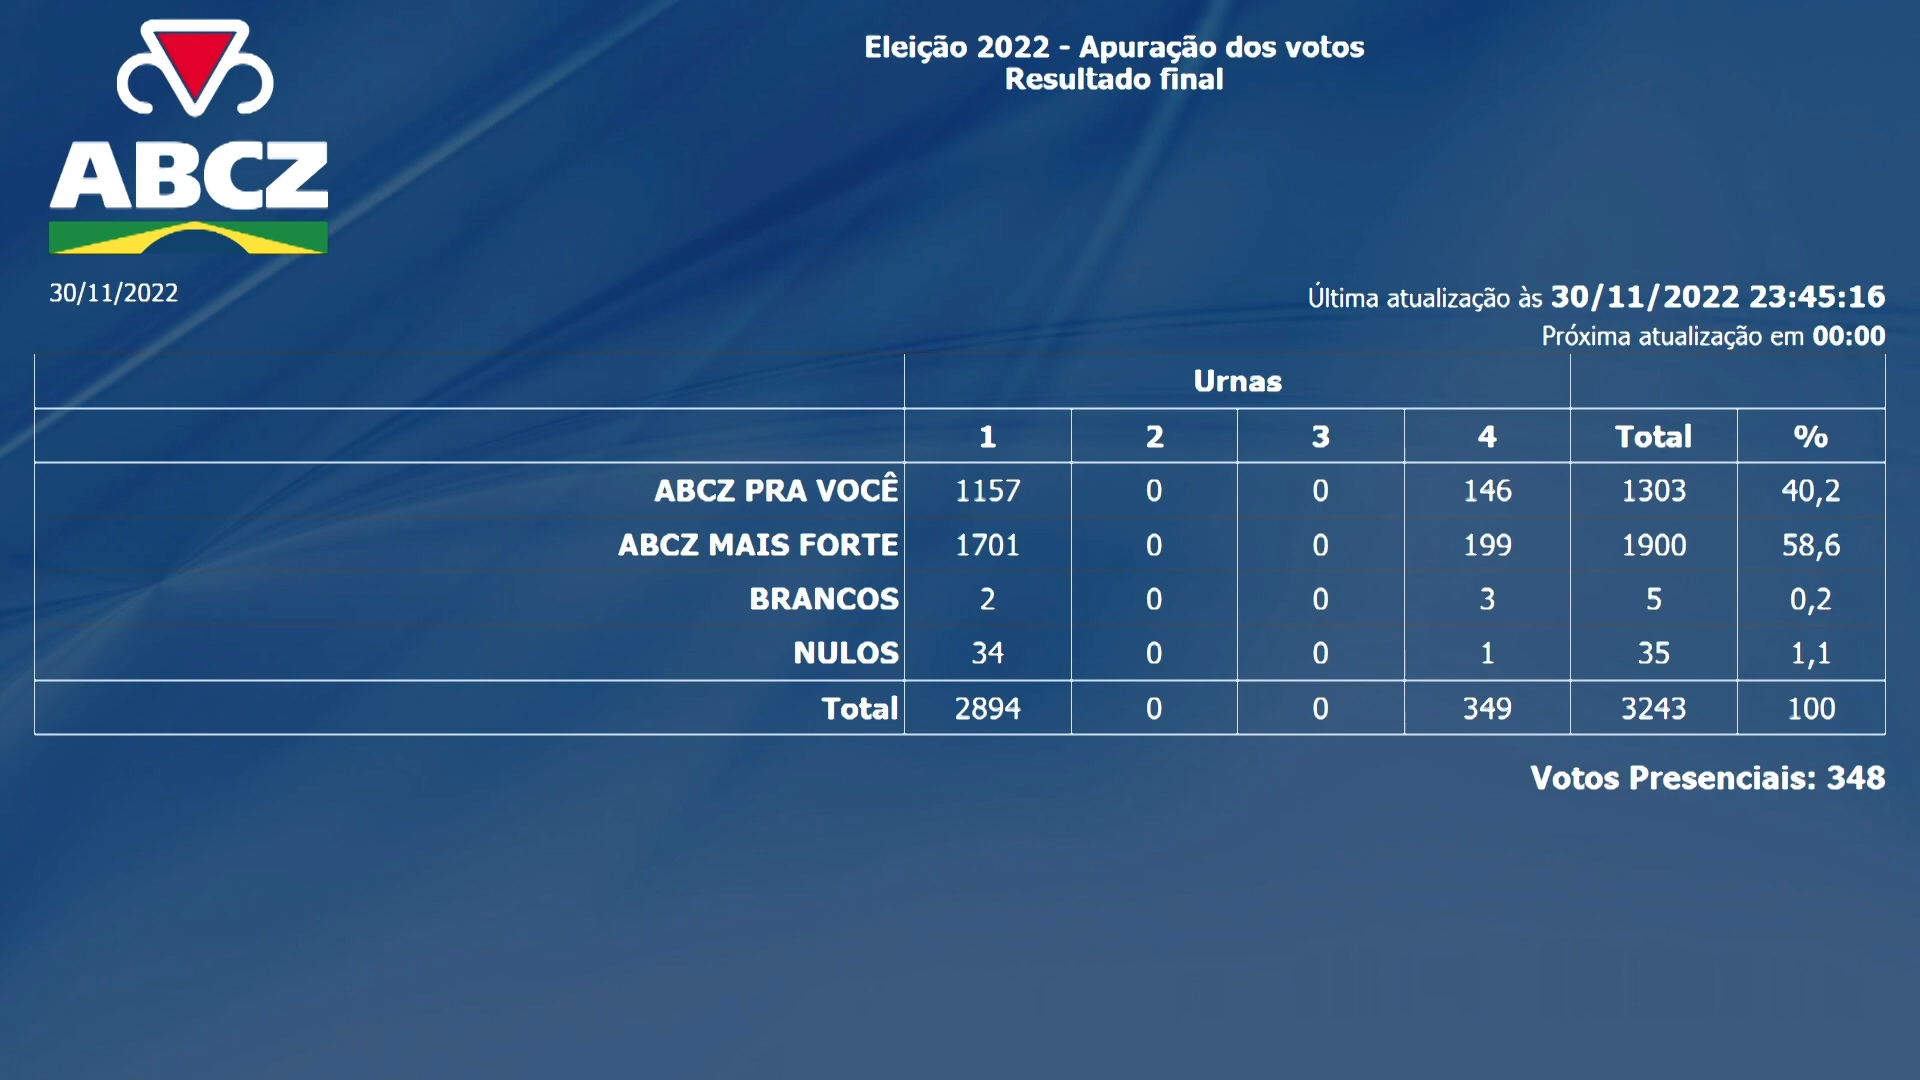 Eleição 2022 - Apuração dos votos
Resultado final
ABCZ
30/11/2022
Última atualização às 30/11/2022 23:45:16
Próxima atualização em 00:00
Urnas
1 2 3 4 Total %
ABCZ PRA VOCÊ 1157 0 0 146 1303 40,2
ABCZ MAIS FORTE 1701 0 0 199 1900 58,6
BRANCOS 2 0 0 3 5 0,2
NULOS 34 0 0 1 35 1,1
Total 2894 0 0 349 3243 100
Votos Presenciais: 348